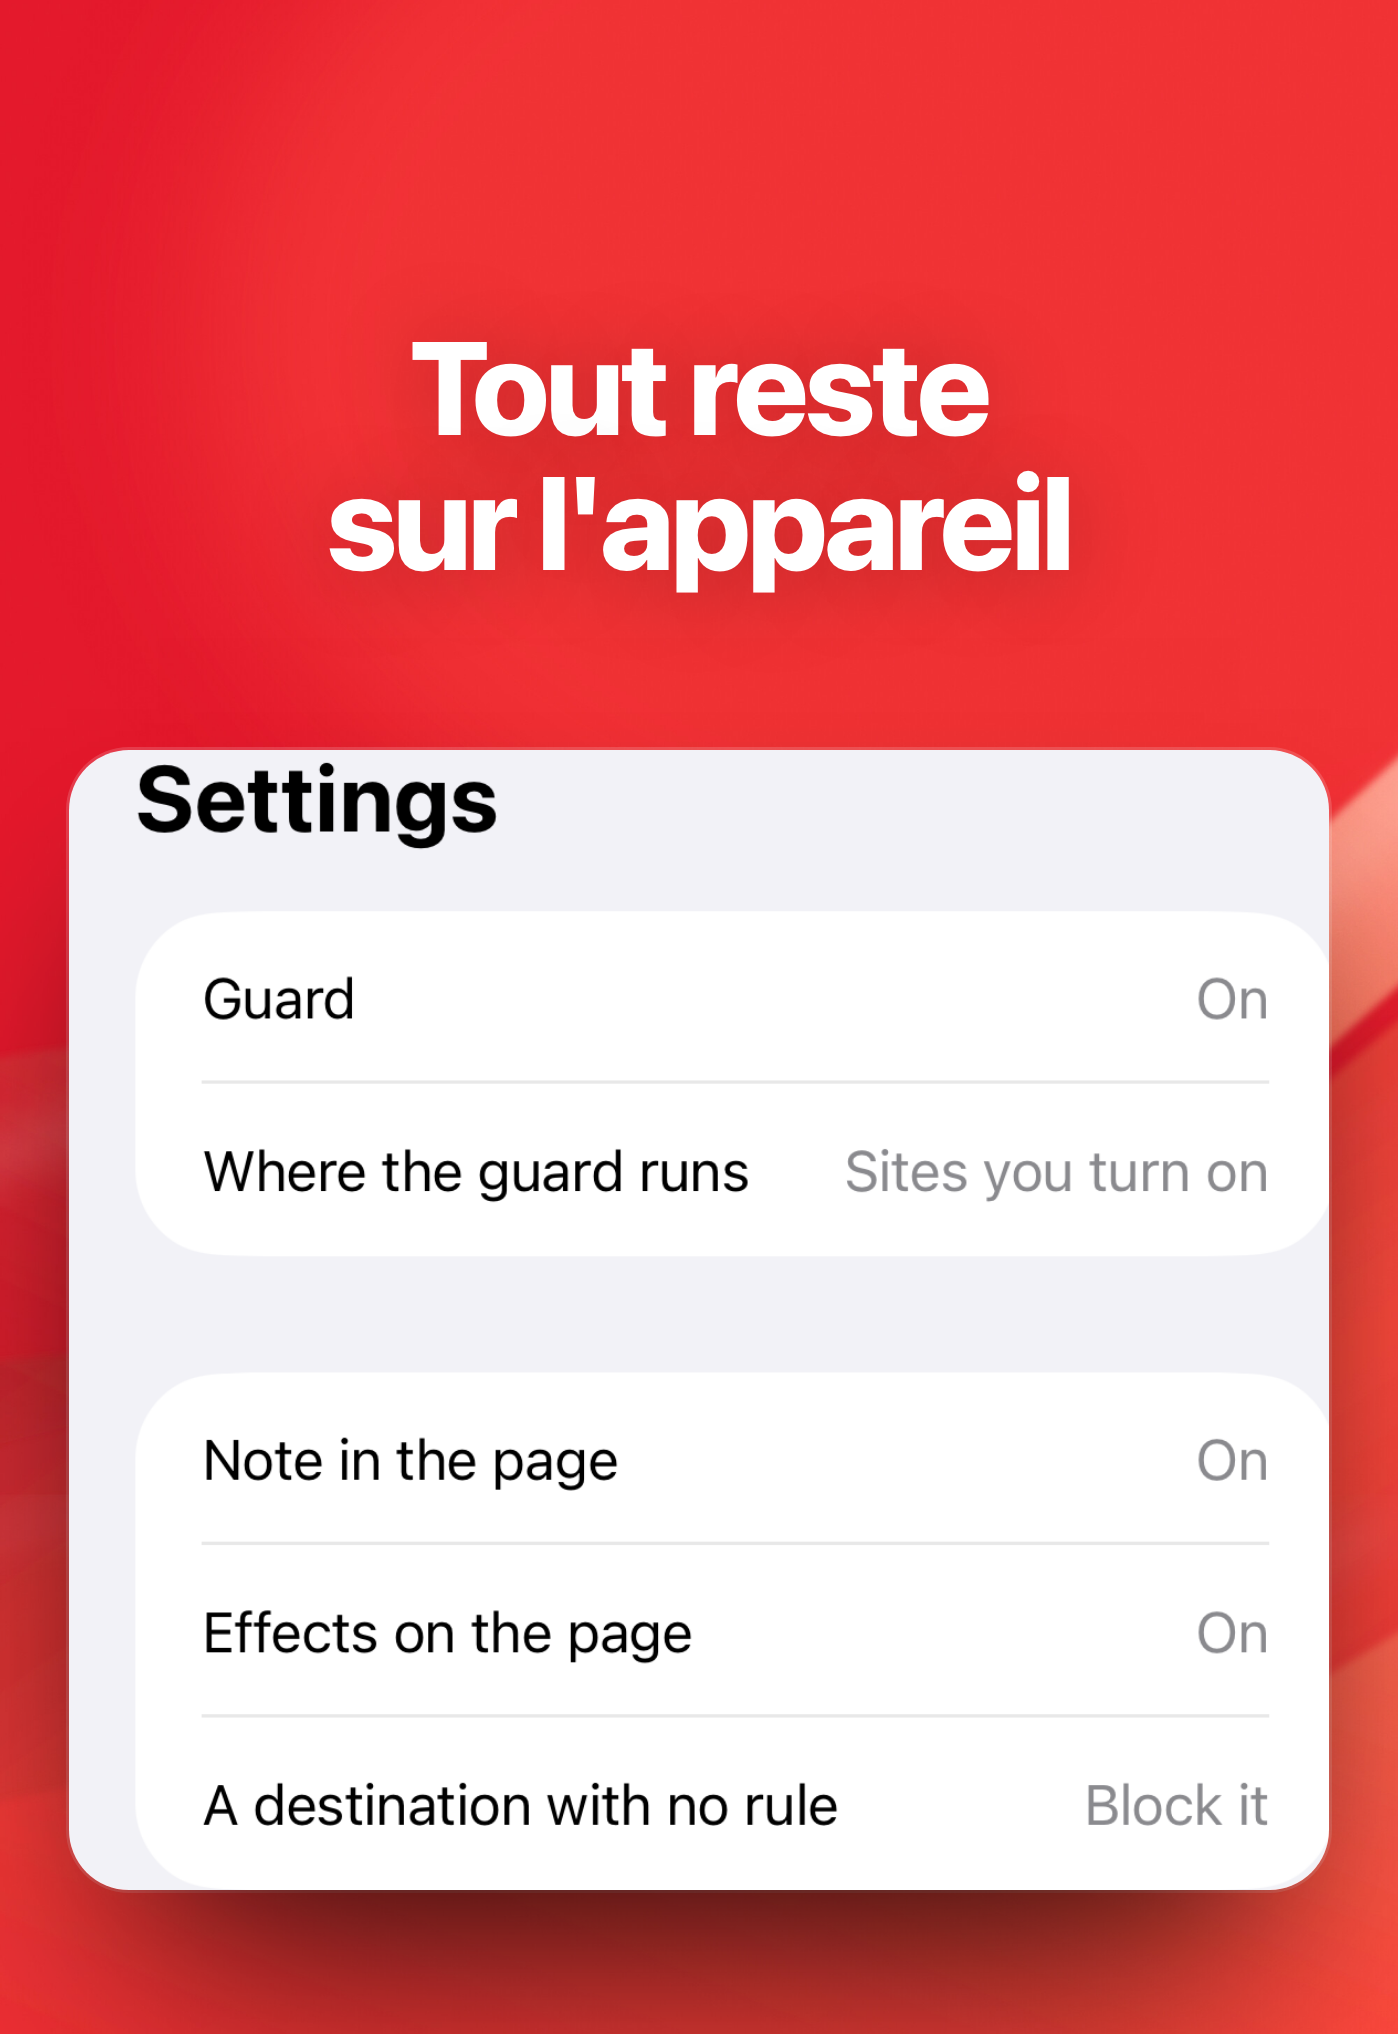 Tout reste
sur l'appareil
Settings
Guard On
Where the guard runs Sites you turn on
Note in the page On
Effects on the page On
A destination with no rule Block it